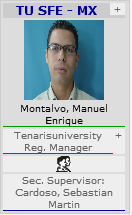 TU SFE - MX +
Montalvo, Manuel
Enrique
Tenarisuniversity +
Reg. Manager
Sec. Supervisor:
Cardoso, Sebastian
Martin